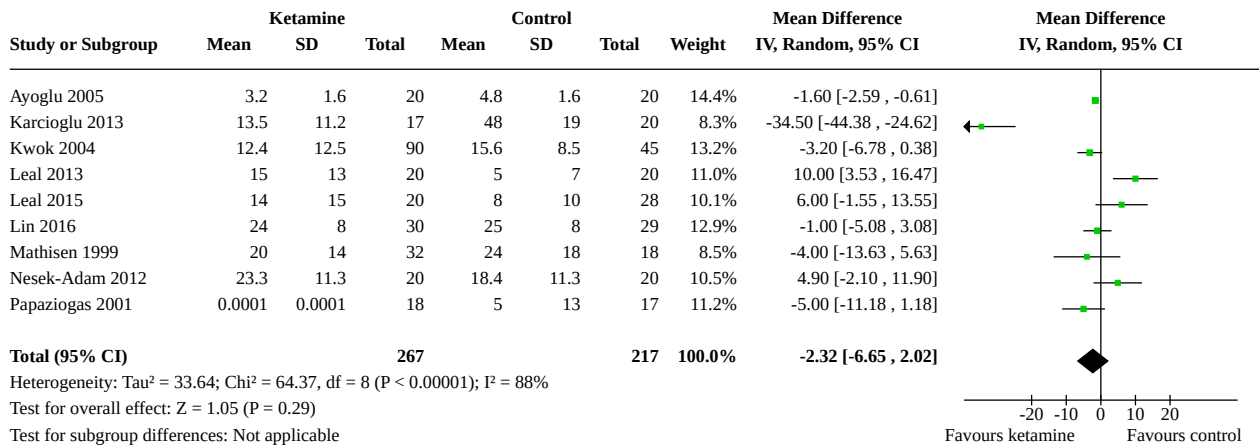 Ketamine Control Mean Difference Mean Difference
Study or Subgroup Mean SD Total Mean SD Total Weight IV, Random, 95% CI IV, Random, 95% CI
Ayoglu 2005 3.2 1.6 20 4.8 1.6 20 14.4% -1.60 [-2.59 , -0.61]
Karcioglu 2013 13.5 11.2 17 48 19 20 8.3% -34.50 [-44.38 , -24.62]
Kwok 2004 12.4 12.5 90 15.6 8.5 45 13.2% -3.20 [-6.78 , 0.38]
Leal 2013 15 13 20 5 7 20 11.0% 10.00 [3.53 , 16.47]
Leal 2015 14 15 20 8 10 28 10.1% 6.00 [-1.55 , 13.55]
Lin 2016 24 8 30 25 8 29 12.9% -1.00 [-5.08 , 3.08]
Mathisen 1999 20 14 32 24 18 18 8.5% -4.00 [-13.63 , 5.63]
Nesek-Adam 2012 23.3 11.3 20 18.4 11.3 20 10.5% 4.90 [-2.10 , 11.90]
Papaziogas 2001 0.0001 0.0001 18 5 13 17 11.2% -5.00 [-11.18 , 1.18]
Total (95% CI) 267 217 100.0% -2.32 [-6.65 , 2.02]
Heterogeneity: Tau² = 33.64; Chi² = 64.37, df = 8 (P < 0.00001); I² = 88%
Test for overall effect: Z = 1.05 (P = 0.29)
-20 -10 0 10 20
Test for subgroup differences: Not applicable
Favours ketamine Favours control